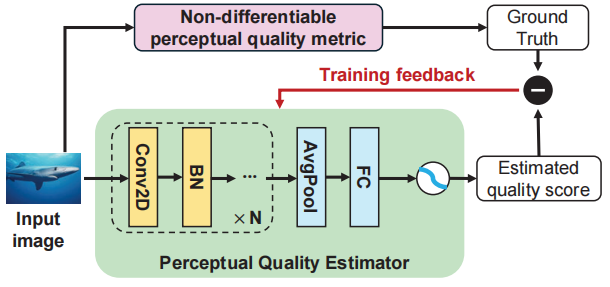 Non-differentiable
perceptual quality metric
Ground
Truth
Training feedback
−
Conv2D
BN
...
×N
AvgPool
FC
Estimated
quality score
Input
image
Perceptual Quality Estimator